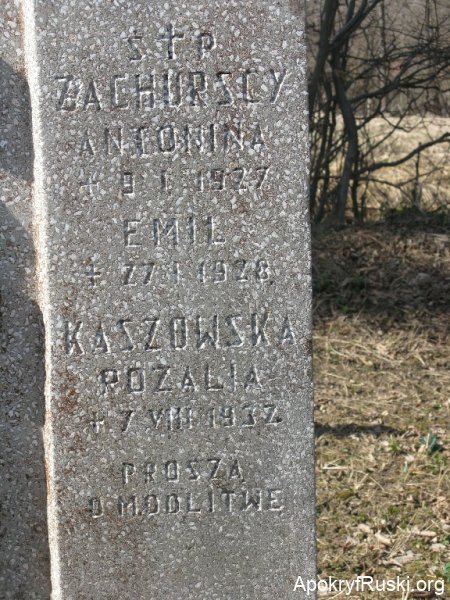 S†P
ZACHURSCY
ANTONINA
+ 9 I 1927
EMIL
+ 27 I 1928
KASZOWSKA
ROZALIA
+ 7 VIII 1932
PROSZĄ
O MODLITWĘ
ApokryfRuski.org